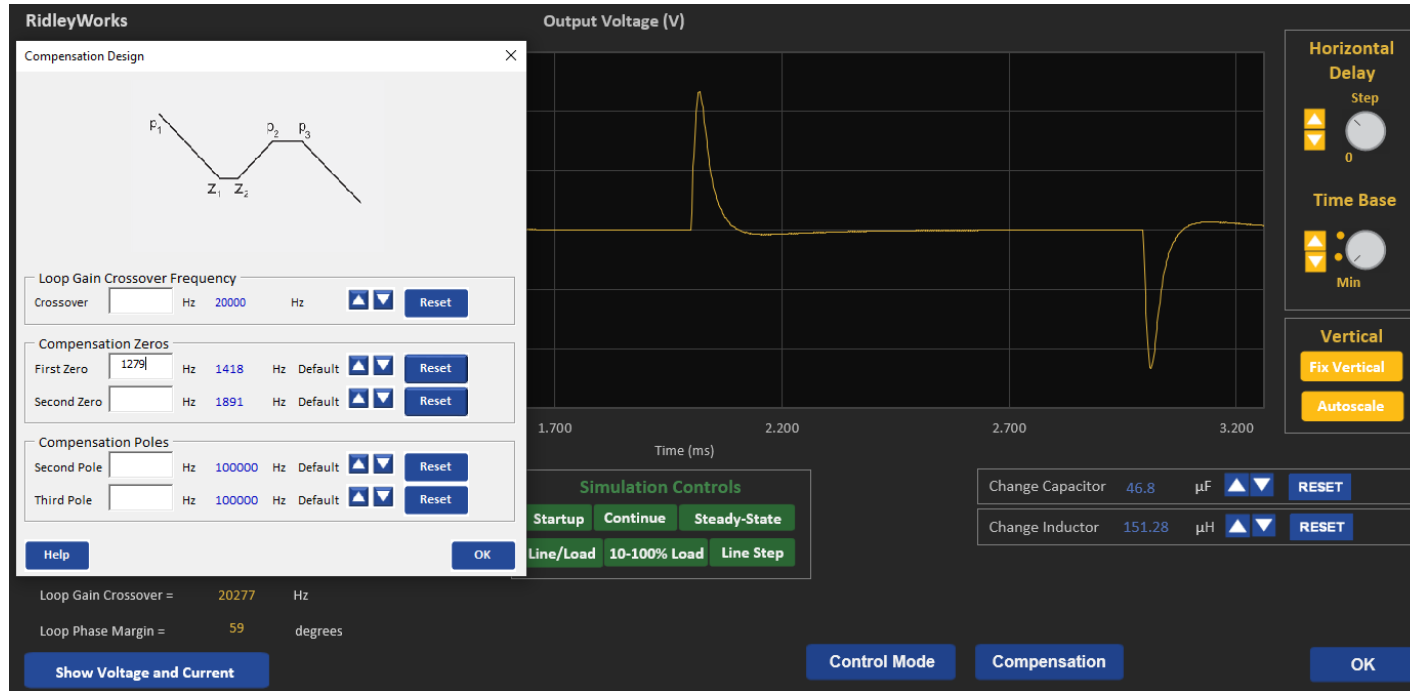 RidleyWorks
Output Voltage (V)
Compensation Design
P1
P2 P3
Z1 Z2
Loop Gain Crossover Frequency
Crossover Hz 20000 Hz Reset
Compensation Zeros
First Zero 1279 Hz 1418 Hz Default Reset
Second Zero Hz 1891 Hz Default Reset
Compensation Poles
Second Pole Hz 100000 Hz Default Reset
Third Pole Hz 100000 Hz Default Reset
Help OK
Loop Gain Crossover = 20277 Hz
Loop Phase Margin = 59 degrees
Show Voltage and Current
1.700 2.200 2.700 3.200
Time (ms)
Simulation Controls
Startup Continue Steady-State
Line/Load 10-100% Load Line Step
Horizontal
Delay
Step
0
Time Base
Min
Vertical
Fix Vertical
Autoscale
Change Capacitor 46.8 µF RESET
Change Inductor 151.28 µH RESET
Control Mode Compensation OK